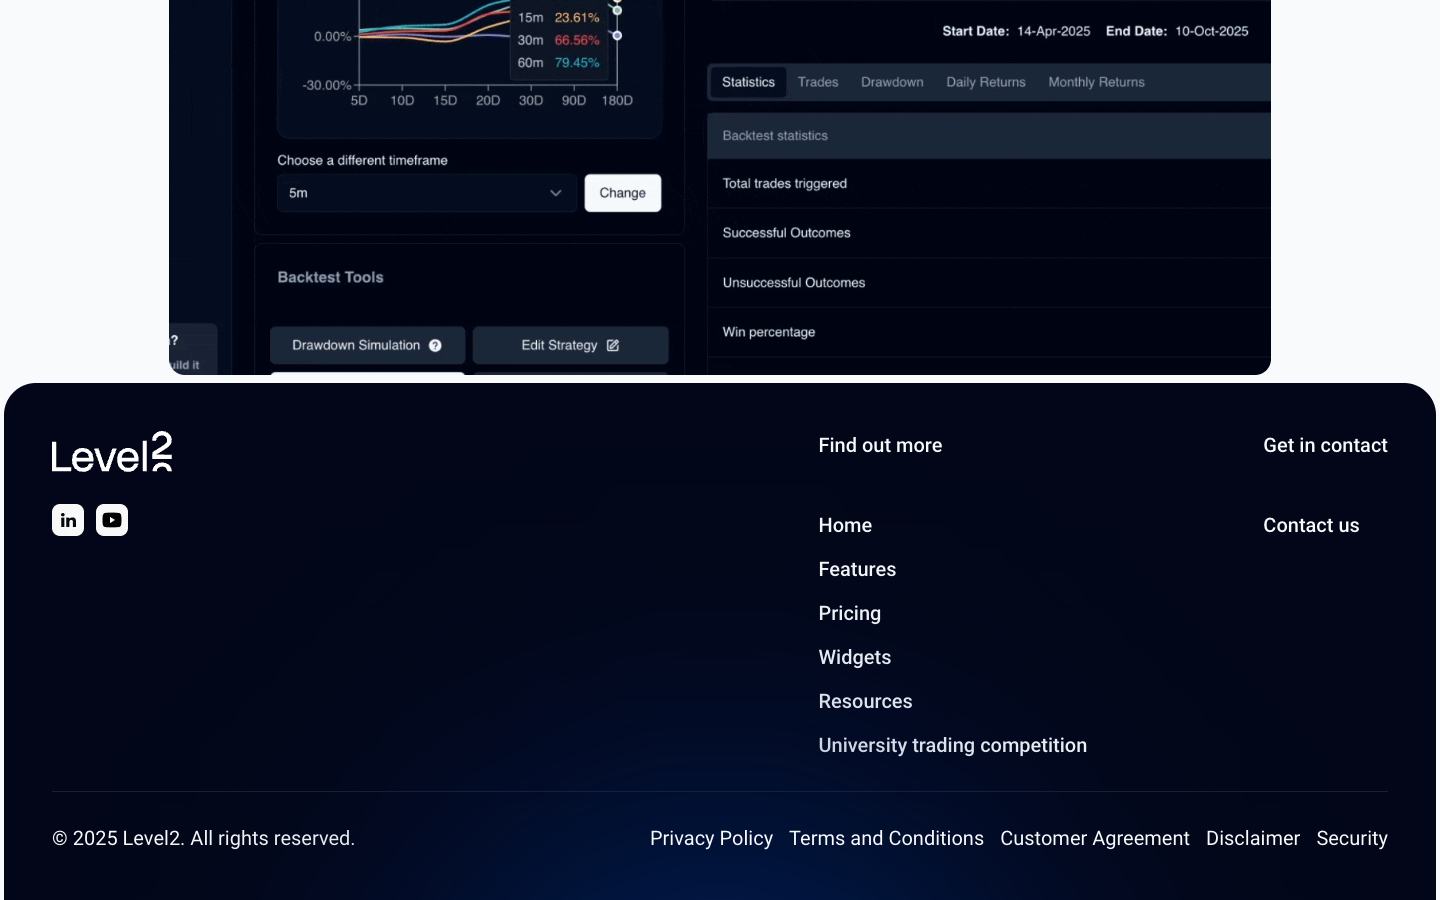 15m 23.61%
0.00%
30m 66.56%
60m 79.45%
-30.00%
5D 10D 15D 20D 30D 90D 180D
Choose a different timeframe
5m
Change
Backtest Tools
Drawdown Simulation ?
Edit Strategy
?
uild it
Start Date: 14-Apr-2025 End Date: 10-Oct-2025
Statistics Trades Drawdown Daily Returns Monthly Returns
Backtest statistics
Total trades triggered
Successful Outcomes
Unsuccessful Outcomes
Win percentage
Level2
in
Find out more
Home
Features
Pricing
Widgets
Resources
University trading competition
Get in contact
Contact us
© 2025 Level2. All rights reserved.
Privacy Policy Terms and Conditions Customer Agreement Disclaimer Security